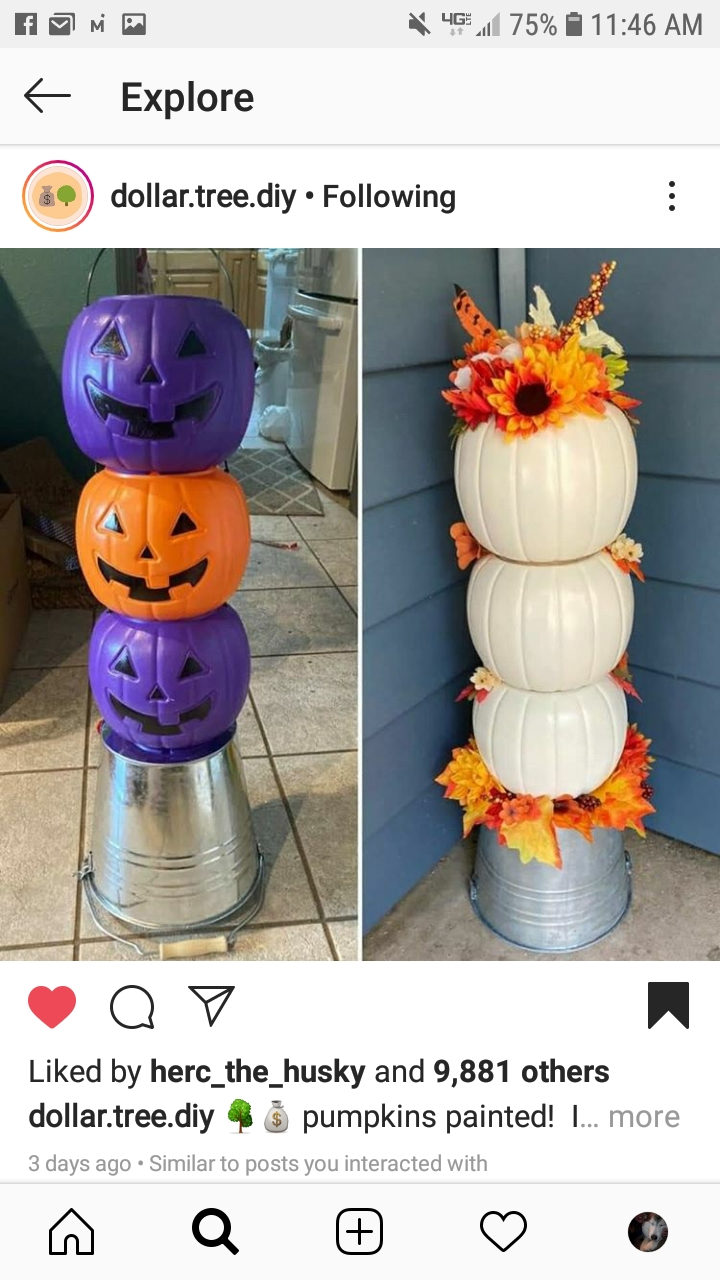 4GE 75% 11:46 AM
Explore
dollar.tree.diy • Following
Liked by herc_the_husky and 9,881 others
dollar.tree.diy 🌳 💰 pumpkins painted! I... more
3 days ago • Similar to posts you interacted with